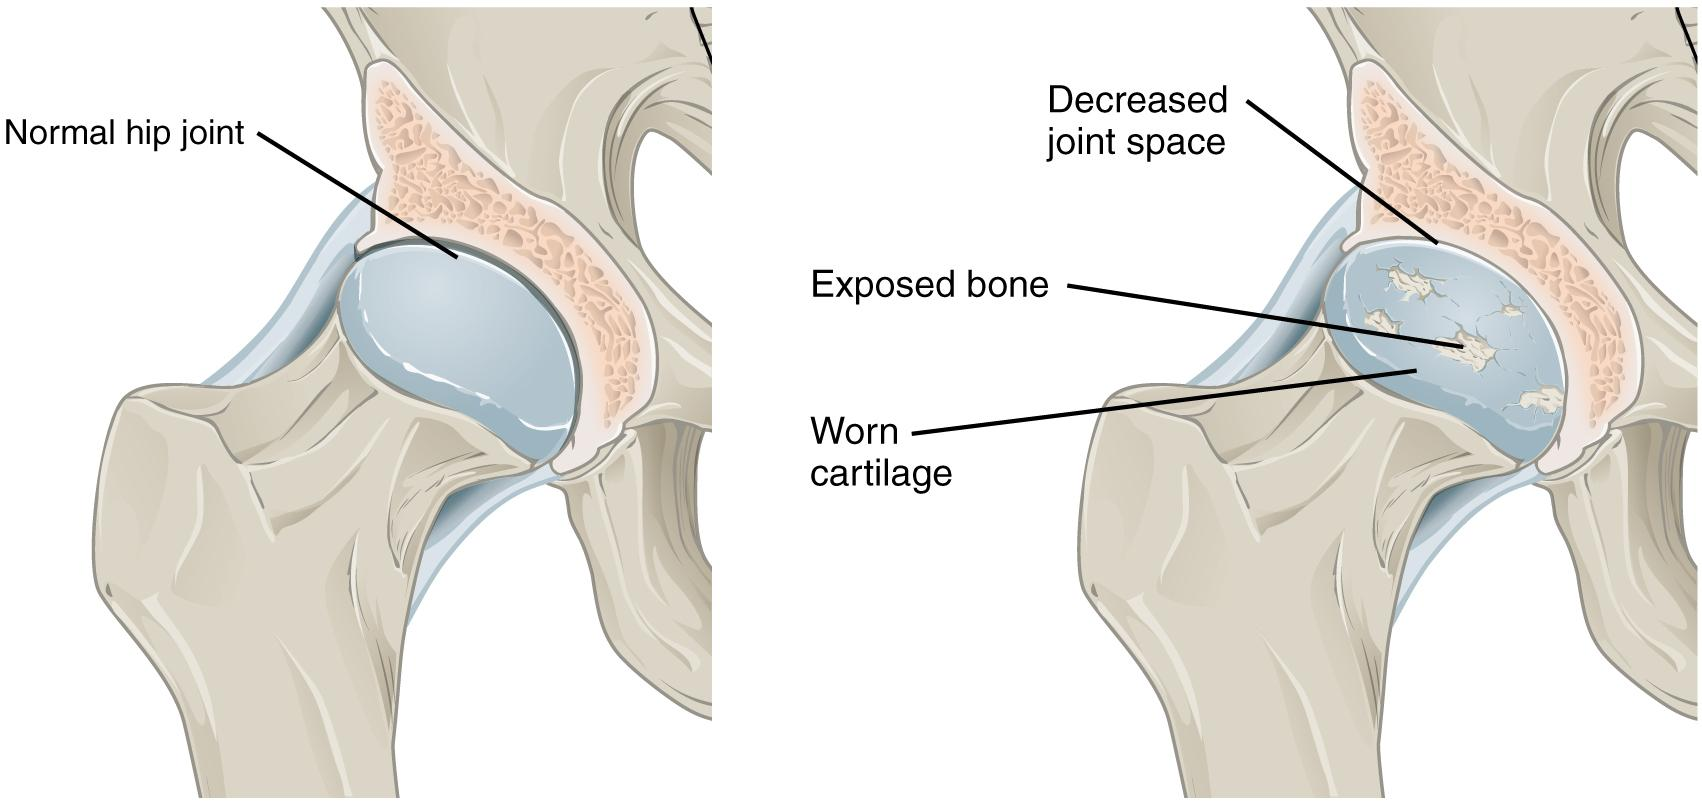 Normal hip joint
Decreased
joint space
Exposed bone
Worn
cartilage